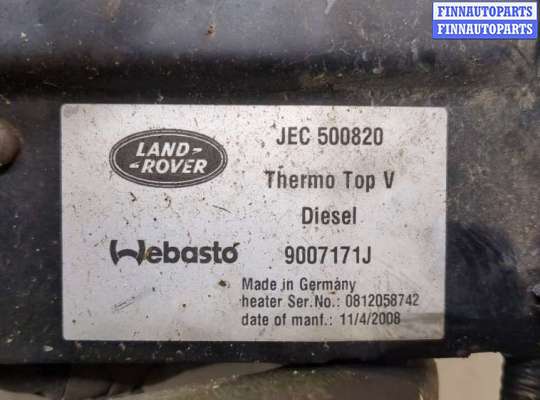 FINNAUTOPARTS
FINNAUTOPARTS
LAND-
-ROVER
JEC 500820
Thermo Top V
Diesel
Webasto 9007171J
Made in Germany
heater Ser.No.: 0812058742
date of manf.: 11/4/2008